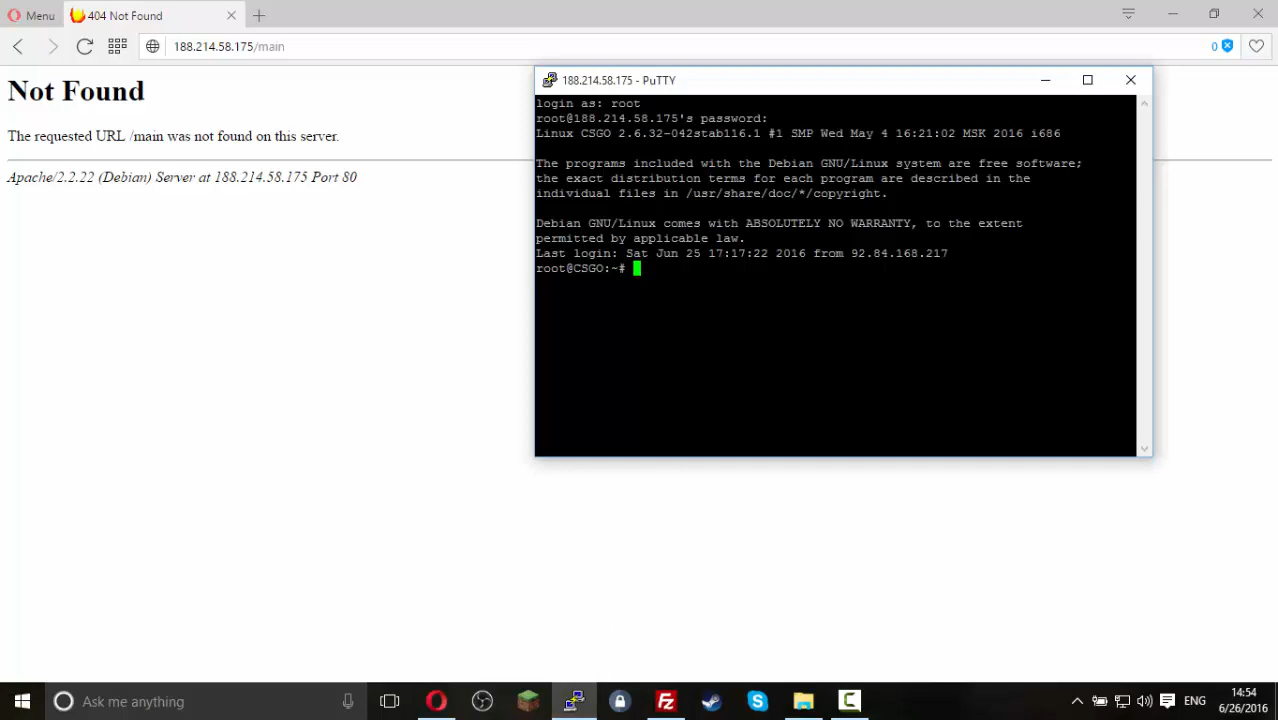 Menu
404 Not Found
188.214.58.175/main
0
Not Found
The requested URL /main was not found on this server.
Apache/2.2.22 (Debian) Server at 188.214.58.175 Port 80
188.214.58.175 - PuTTY
login as: root
root@188.214.58.175's password:
Linux CSGO 2.6.32-042stab116.1 #1 SMP Wed May 4 16:21:02 MSK 2016 i686
The programs included with the Debian GNU/Linux system are free software;
the exact distribution terms for each program are described in the
individual files in /usr/share/doc/*/copyright.
Debian GNU/Linux comes with ABSOLUTELY NO WARRANTY, to the extent
permitted by applicable law.
Last login: Sat Jun 25 17:17:22 2016 from 92.84.168.217
root@CSGO:~#
Ask me anything
ENG
14:54
6/26/2016